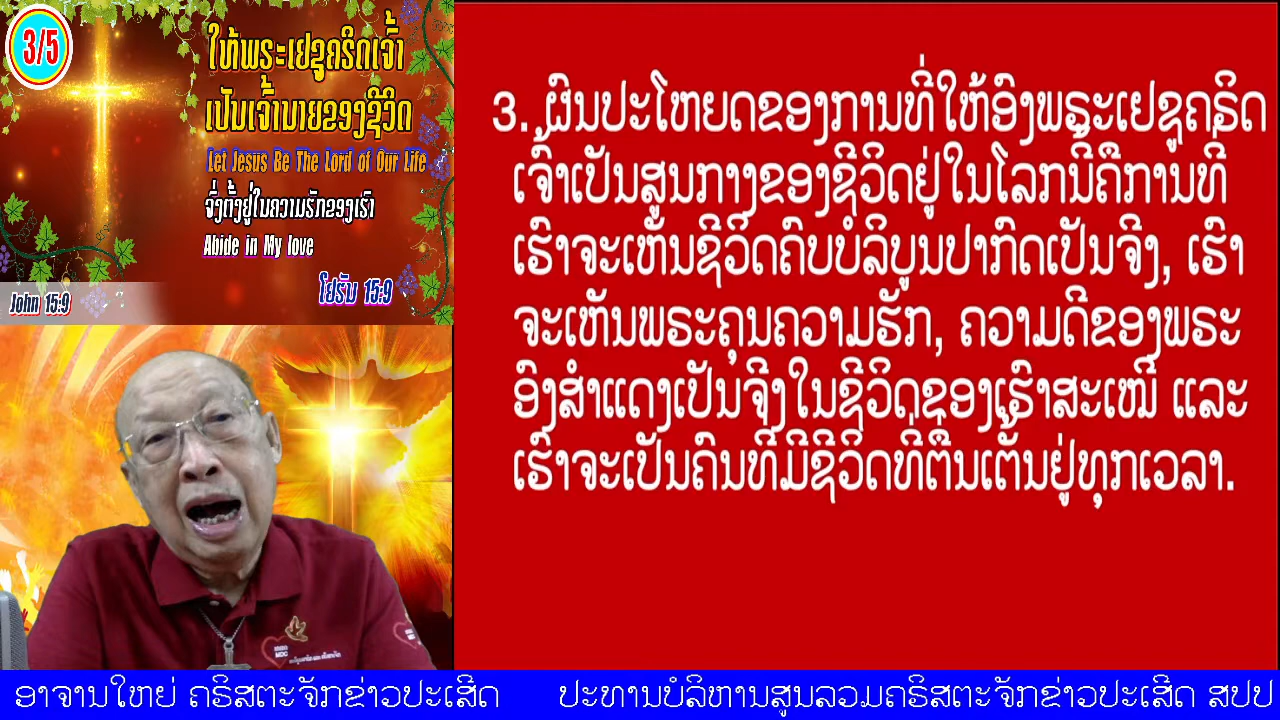 3/5
ໃຫ້ພຣະເຢຊູຄຣິດເຈົ້າ
ເປັນເຈົ້ານາຍຂອງຊີວິດ
Let Jesus Be The Lord of Our Life
ຈົ່ງຕັ້ງຢູ່ໃນຄວາມຮັກຂອງເຮົາ
Abide in My love
ໂຢຮັນ 15:9
John 15:9
3. ຜົນປະໂຫຍດຂອງການທີ່ໃຫ້ອົງພຣະເຢຊູຄຣິດ
ເຈົ້າເປັນສູນກາງຂອງຊີວິດຢູ່ໃນໂລກນີ້ຄືການທີ່
ເຮົາຈະເຫັນຊີວິດຄົບບໍລິບູນປາກົດເປັນຈີງ, ເຮົາ
ຈະເຫັນພຣະຄຸນຄວາມຮັກ, ຄວາມດີຂອງພຣະ
ອົງສຳແດງເປັນຈີງໃນຊີວິດຂອງເຮົາສະເໝີ ແລະ
ເຮົາຈະເປັນຄົນທີ່ມີຊີວິດທີ່ຕື່ນເຕັ້ນຢູ່ທຸກເວລາ.
ອາຈານໃຫຍ່ ຄຣິສຕະຈັກຂ່າວປະເສີດ ປະທານບໍລິຫານສູນລວມຄຣິສຕະຈັກຂ່າວປະເສີດ ສປປ